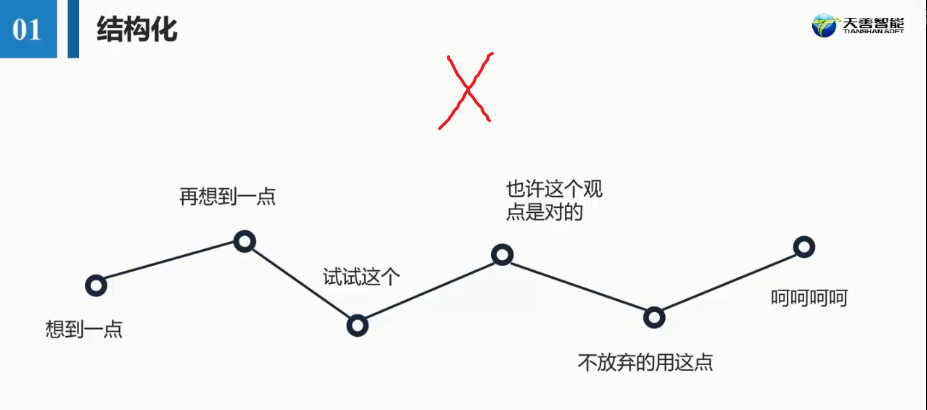 01
结构化
天善智能
TIANSHAN SOFT
再想到一点
也许这个观
点是对的
试试这个
呵呵呵呵
想到一点
不放弃的用这点